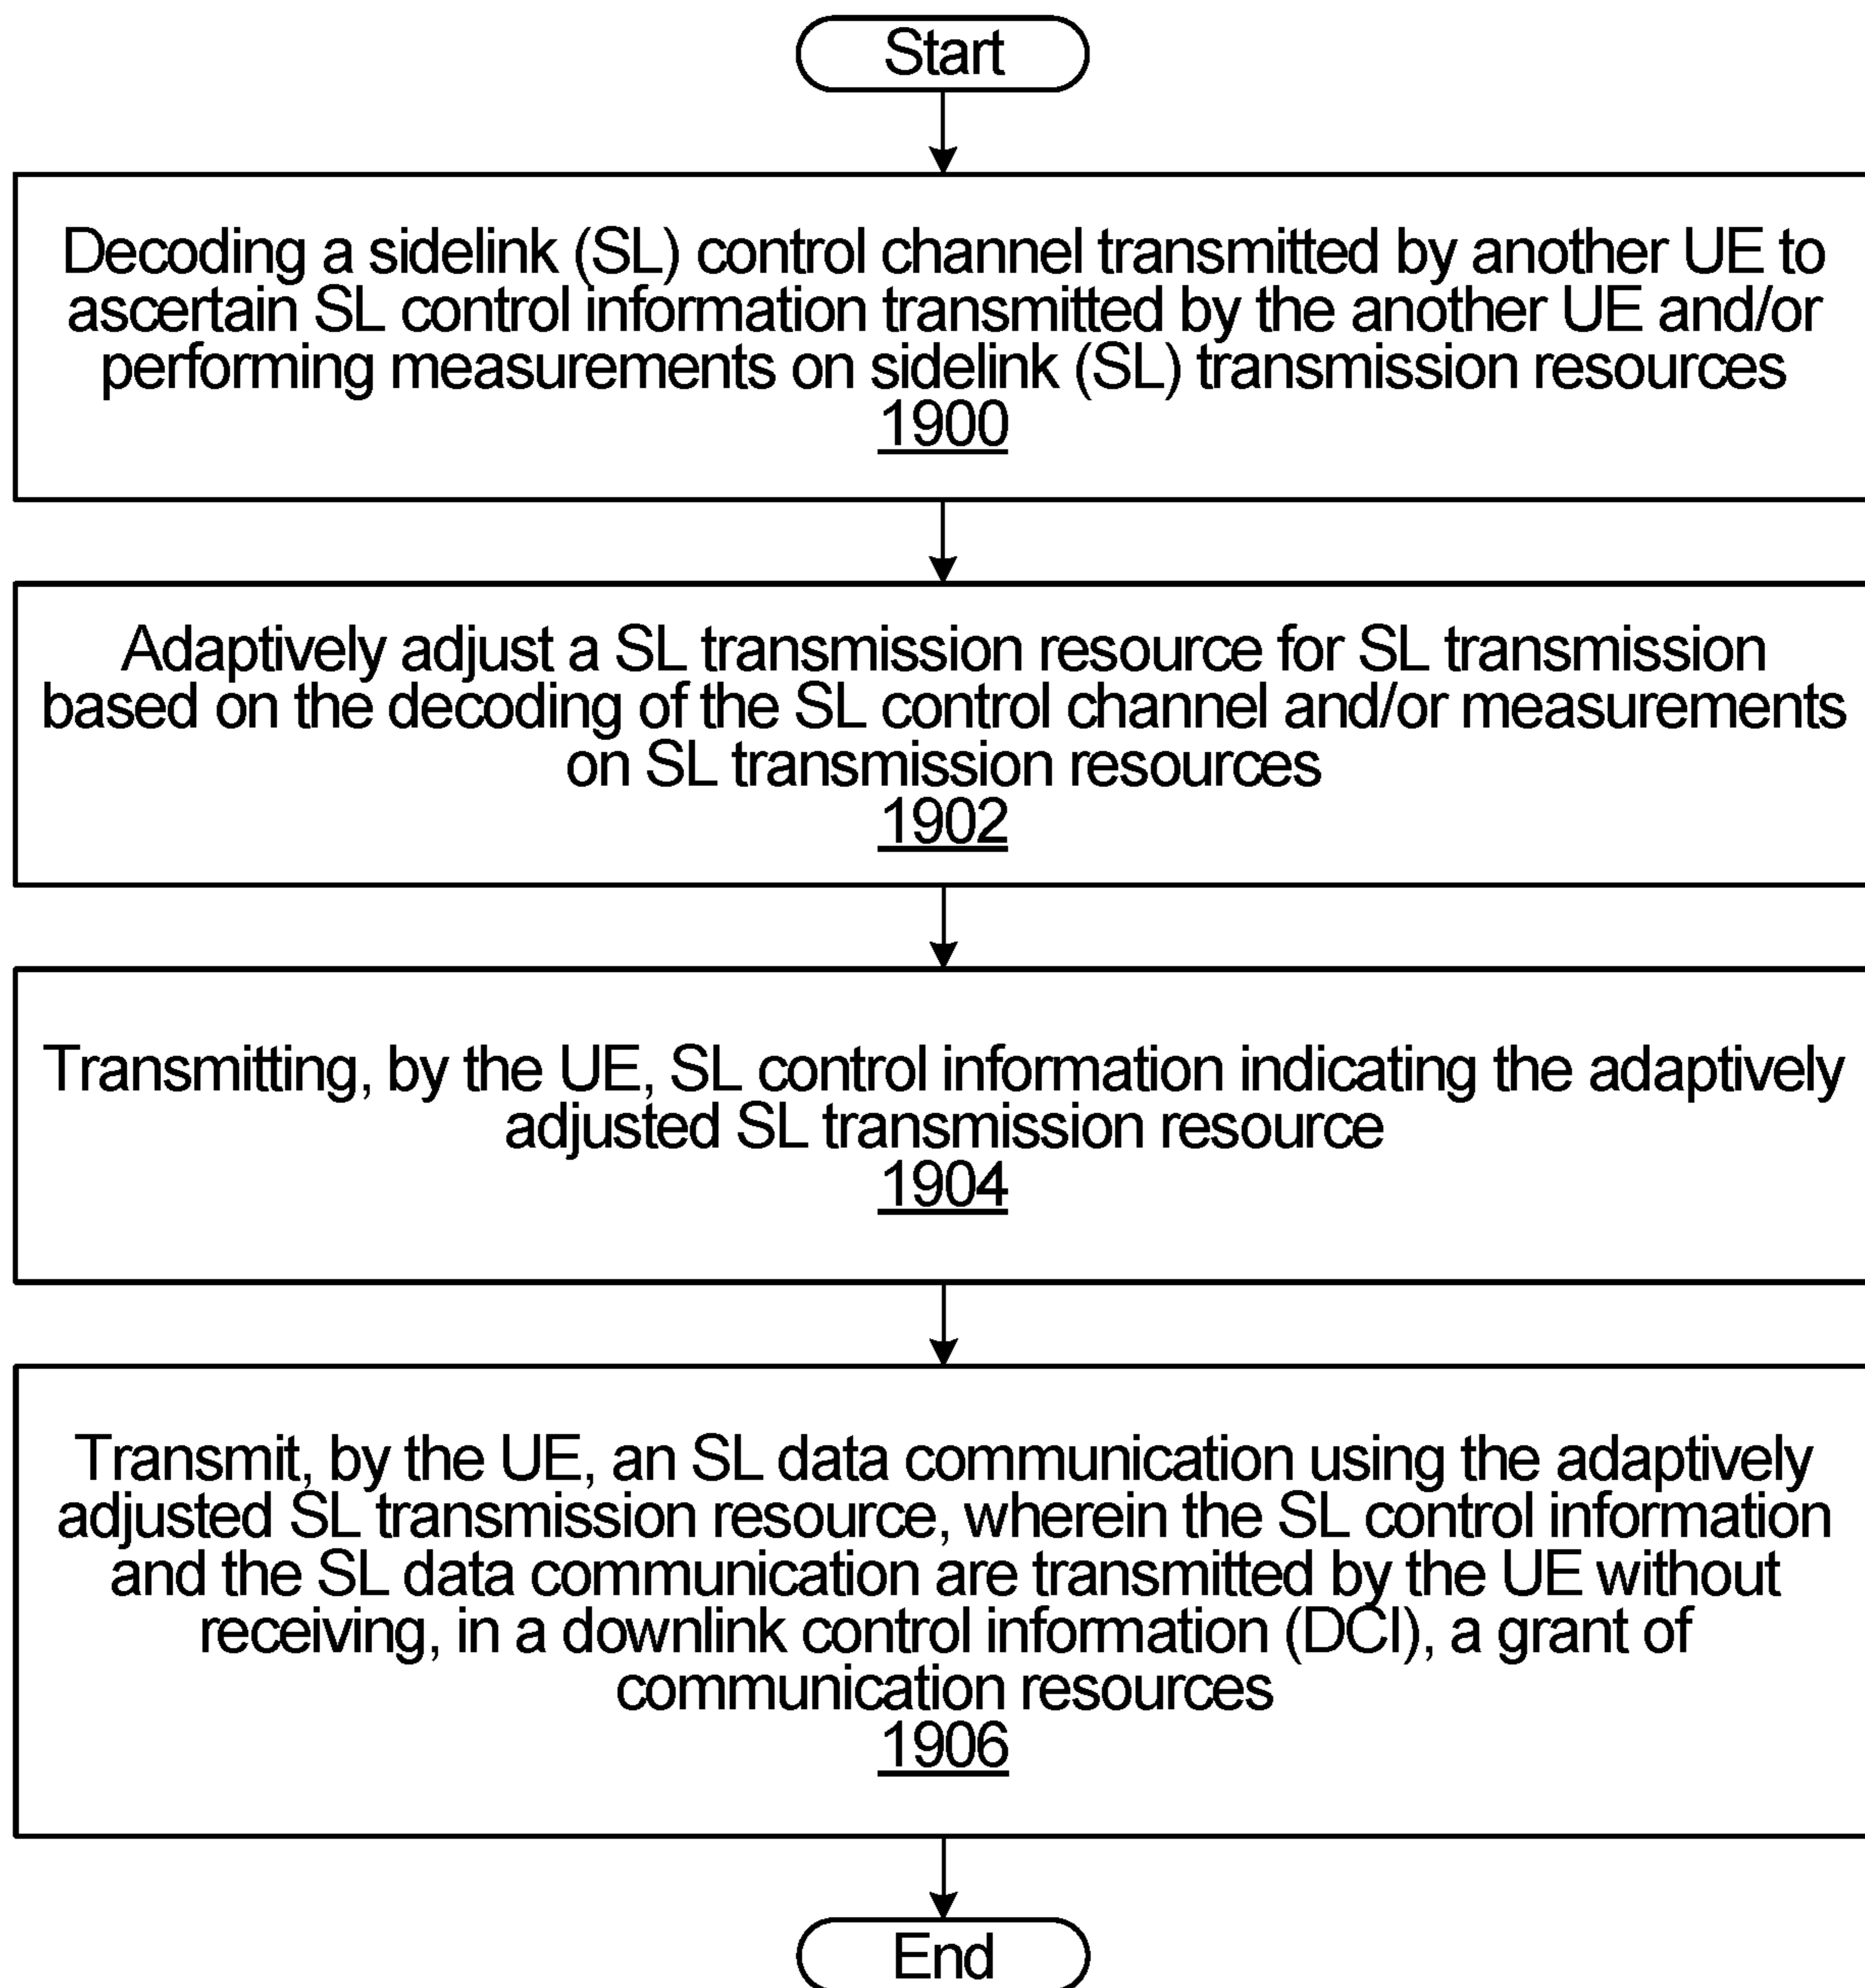 Start
Decoding a sidelink (SL) control channel transmitted by another UE to
ascertain SL control information transmitted by the another UE and/or
performing measurements on sidelink (SL) transmission resources
1900
Adaptively adjust a SL transmission resource for SL transmission
based on the decoding of the SL control channel and/or measurements
on SL transmission resources
1902
Transmitting, by the UE, SL control information indicating the adaptively
adjusted SL transmission resource
1904
Transmit, by the UE, an SL data communication using the adaptively
adjusted SL transmission resource, wherein the SL control information
and the SL data communication are transmitted by the UE without
receiving, in a downlink control information (DCI), a grant of
communication resources
1906
End